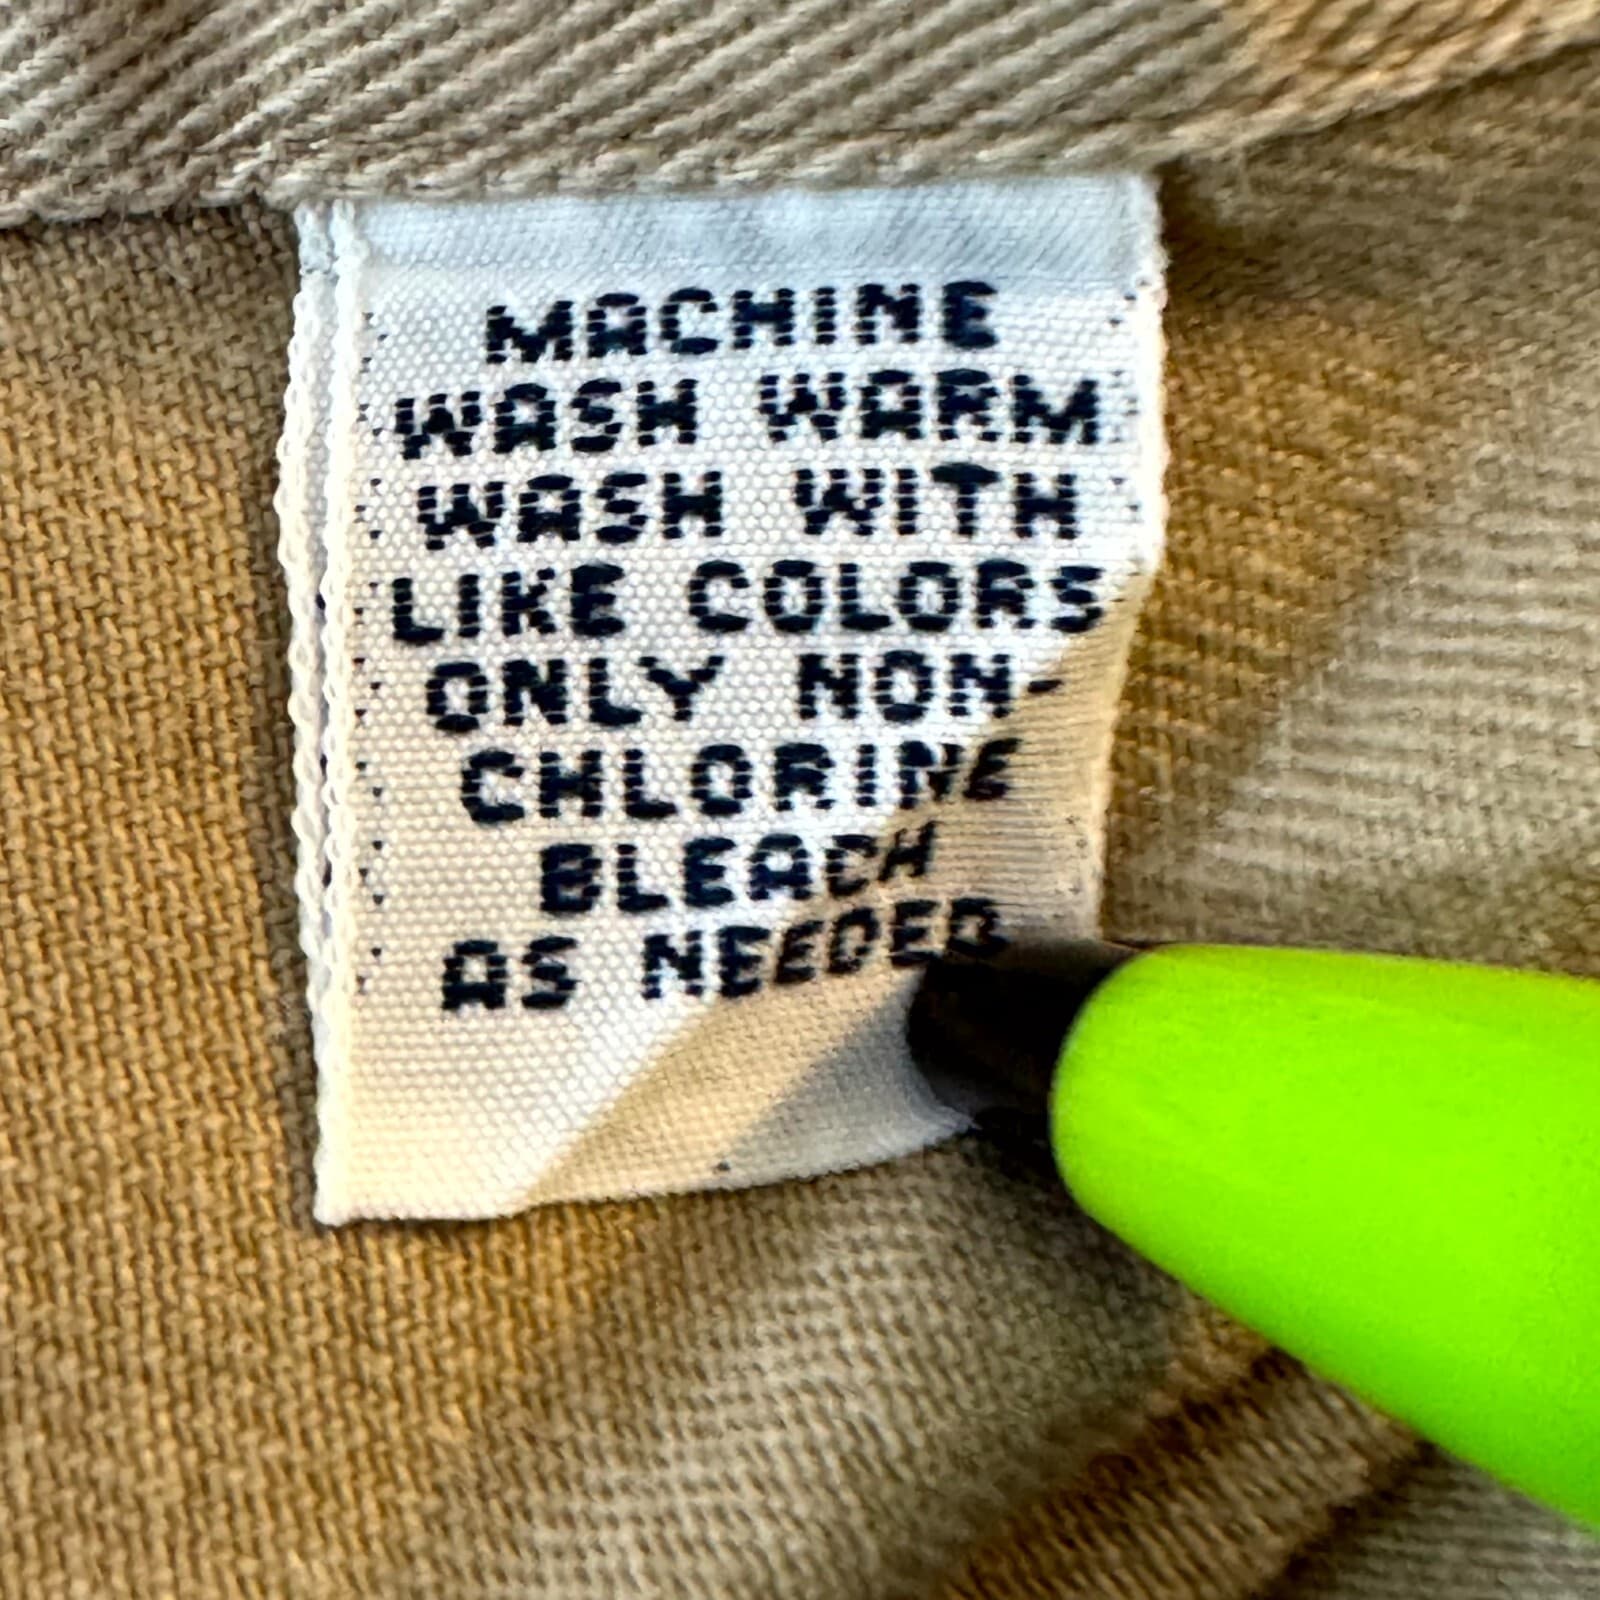 MACHINE
WASH WARM
WASH WITH
LIKE COLORS
ONLY NON-
CHLORINE
BLEACH
AS NEEDED